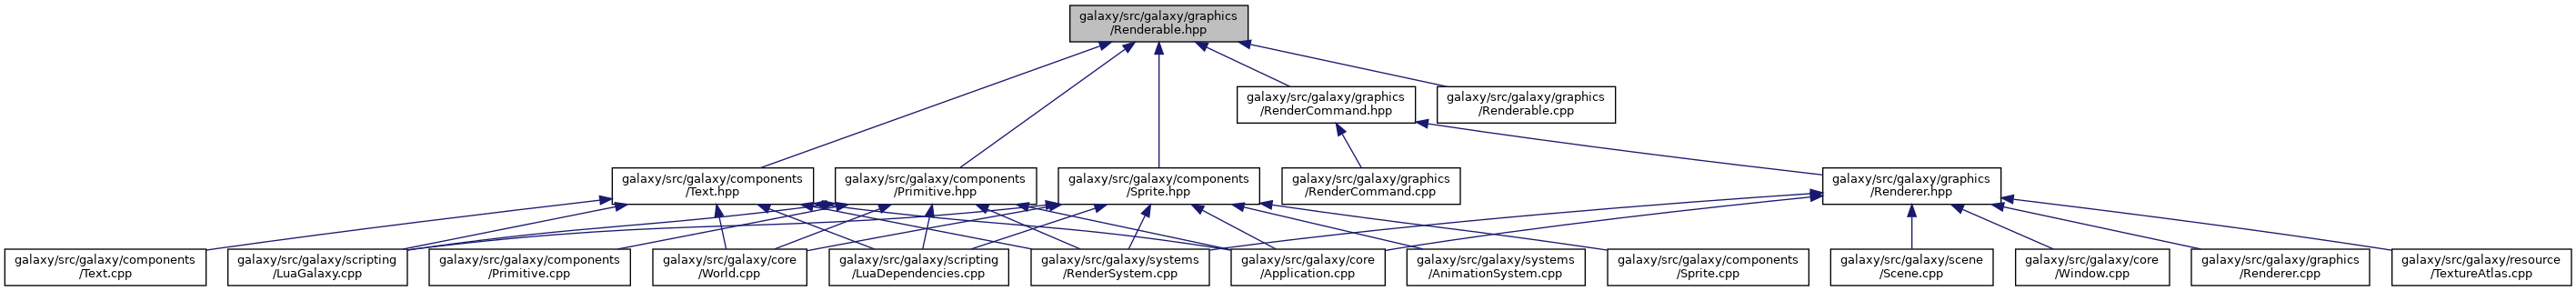 galaxy/src/galaxy/graphics
/Renderable.hpp
galaxy/src/galaxy/graphics
/RenderCommand.hpp
galaxy/src/galaxy/graphics
/Renderable.cpp
galaxy/src/galaxy/components
/Text.hpp
galaxy/src/galaxy/components
/Primitive.hpp
galaxy/src/galaxy/components
/Sprite.hpp
galaxy/src/galaxy/graphics
/RenderCommand.cpp
galaxy/src/galaxy/graphics
/Renderer.hpp
galaxy/src/galaxy/components
/Text.cpp
galaxy/src/galaxy/scripting
/LuaGalaxy.cpp
galaxy/src/galaxy/components
/Primitive.cpp
galaxy/src/galaxy/core
/World.cpp
galaxy/src/galaxy/scripting
/LuaDependencies.cpp
galaxy/src/galaxy/systems
/RenderSystem.cpp
galaxy/src/galaxy/core
/Application.cpp
galaxy/src/galaxy/systems
/AnimationSystem.cpp
galaxy/src/galaxy/components
/Sprite.cpp
galaxy/src/galaxy/scene
/Scene.cpp
galaxy/src/galaxy/core
/Window.cpp
galaxy/src/galaxy/graphics
/Renderer.cpp
galaxy/src/galaxy/resource
/TextureAtlas.cpp